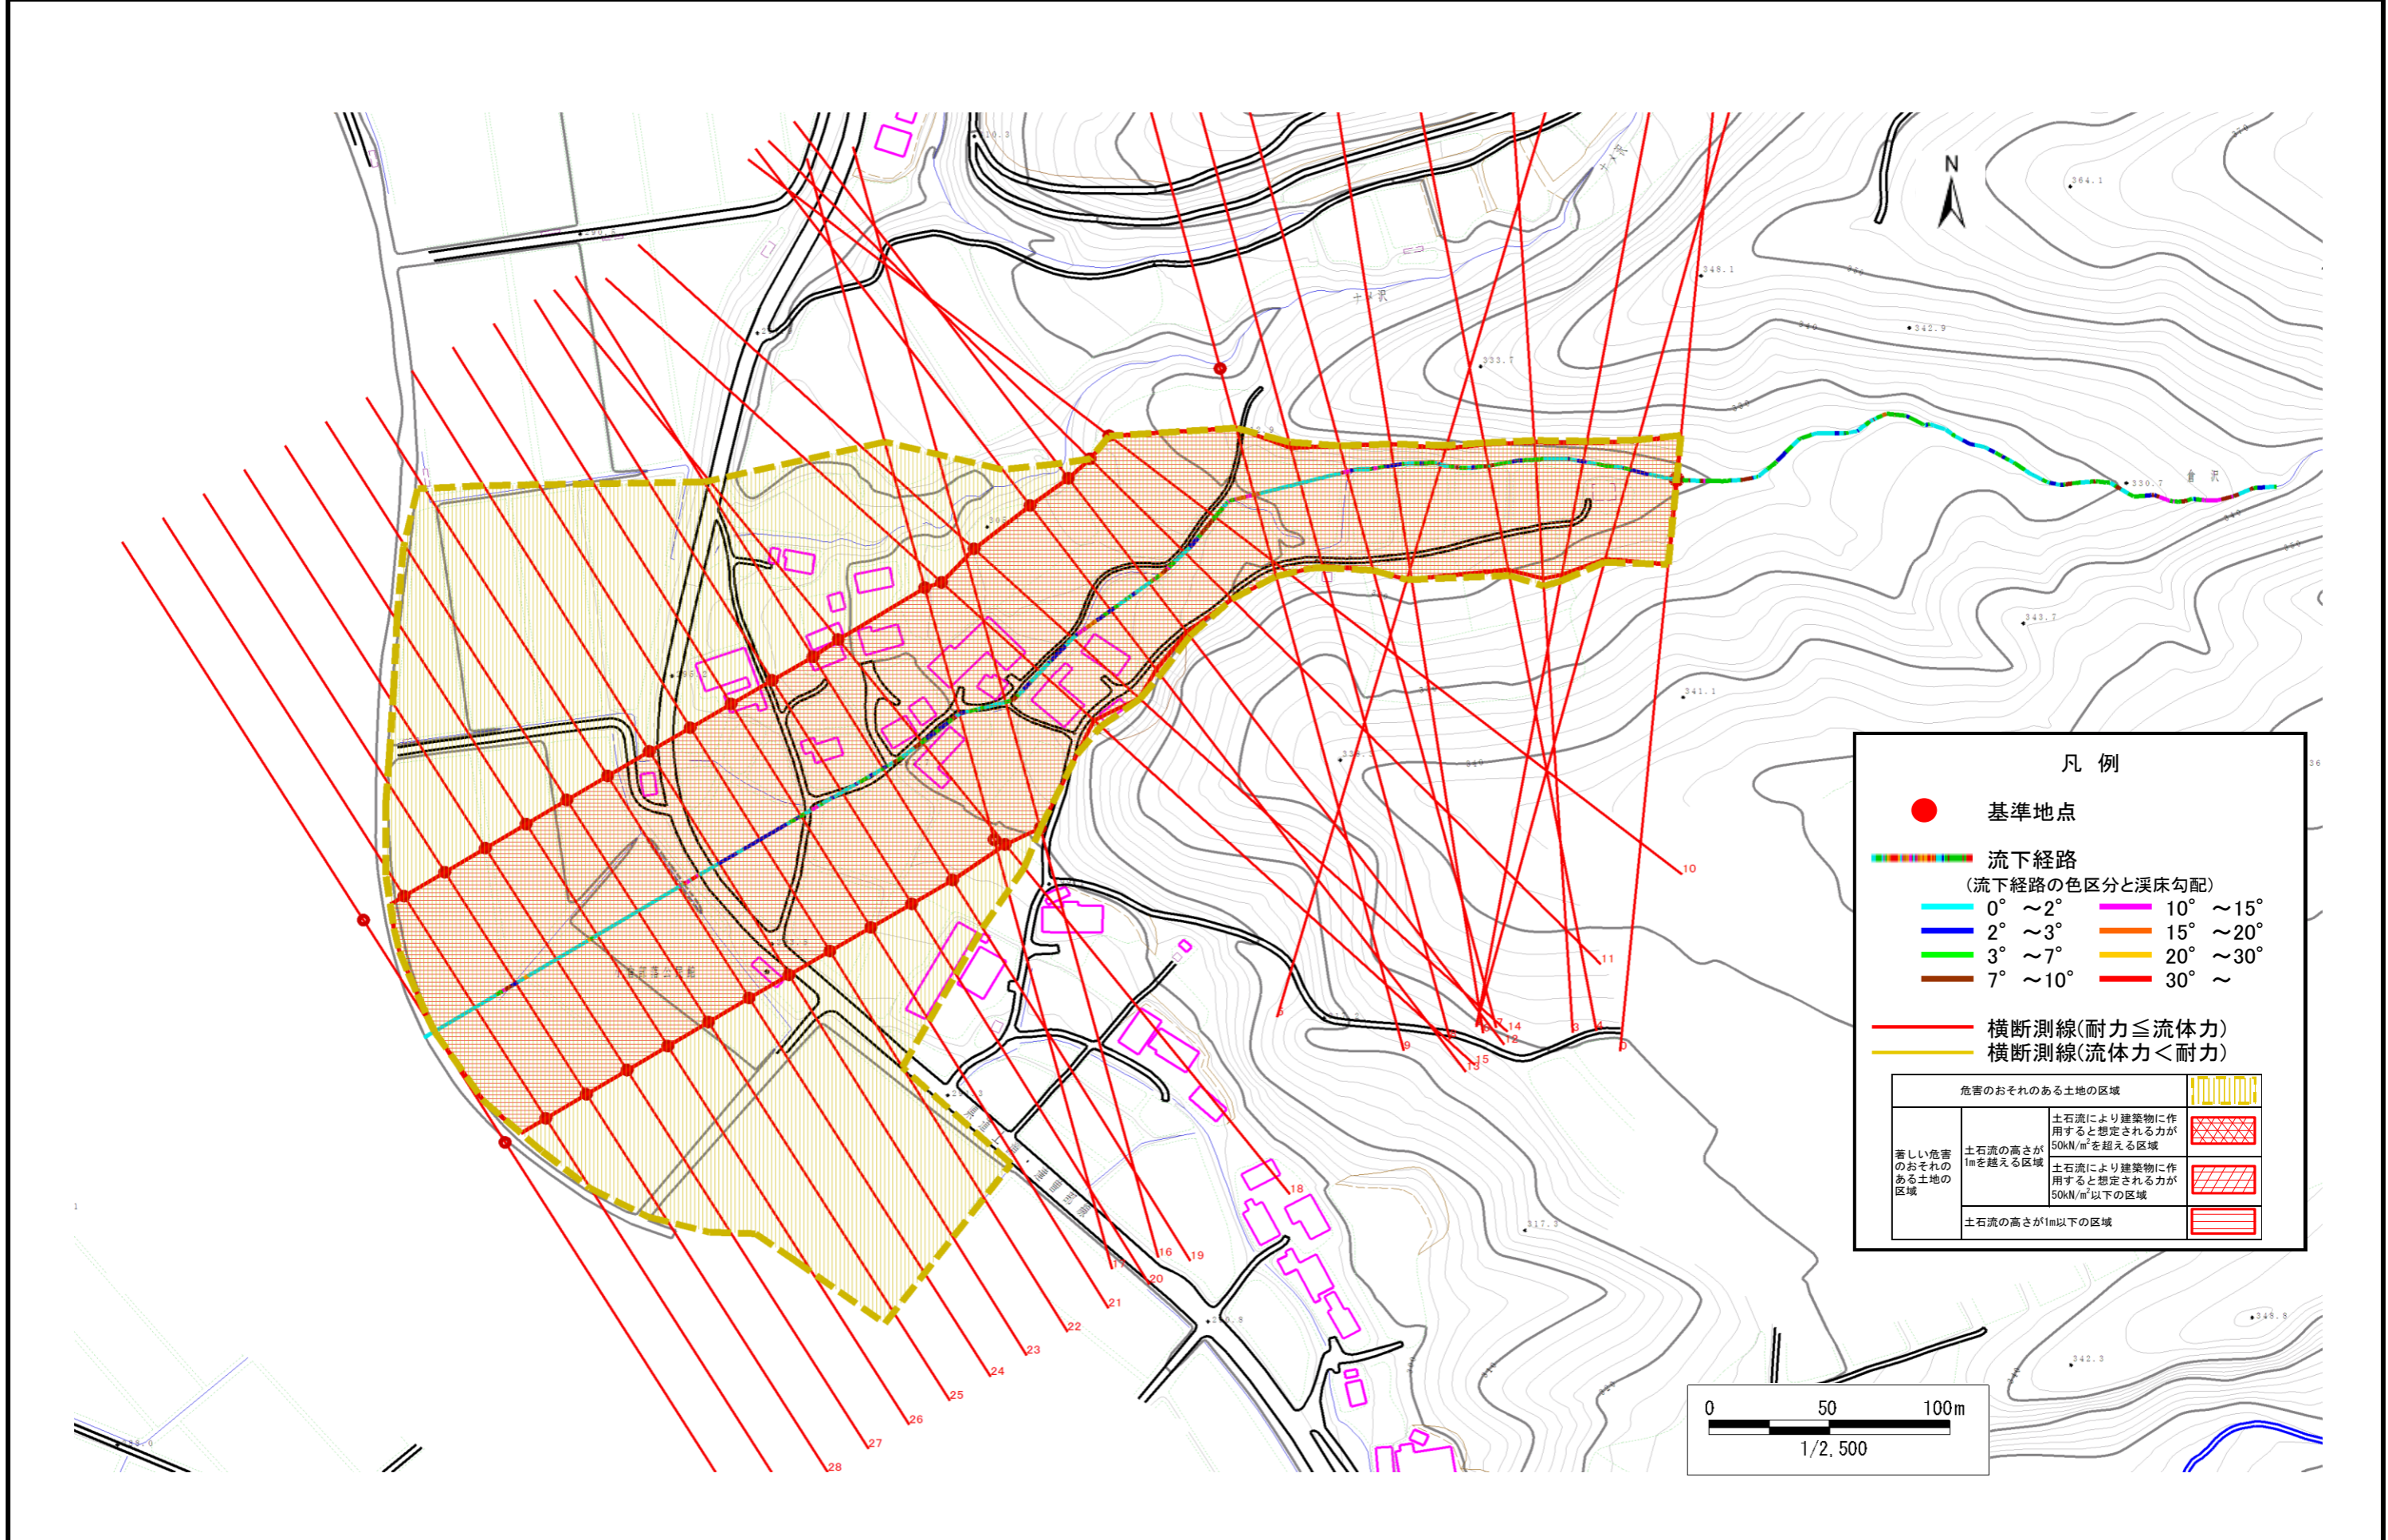 N
364.1
348.1
342.9
333.7
330.7
343.7
341.1
10
11
9
7
14
12
3
4
0
15
13
18
16
19
17
20
21
22
23
24
25
26
27
28
317.3
342.3
凡 例
基準地点
流下経路
(流下経路の色区分と渓床勾配)
0° ~2° 10° ~15°
2° ~3° 15° ~20°
3° ~7° 20° ~30°
7° ~10° 30° ~
横断測線(耐力≦流体力)
横断測線(流体力<耐力)
危害のおそれのある土地の区域
著しい危害
のおそれの
ある土地の
区域
土石流の高さが
1mを越える区域
土石流により建築物に作
用すると想定される力が
50kN/m²を超える区域
土石流により建築物に作
用すると想定される力が
50kN/m²以下の区域
土石流の高さが1m以下の区域
0 50 100m
1/2,500